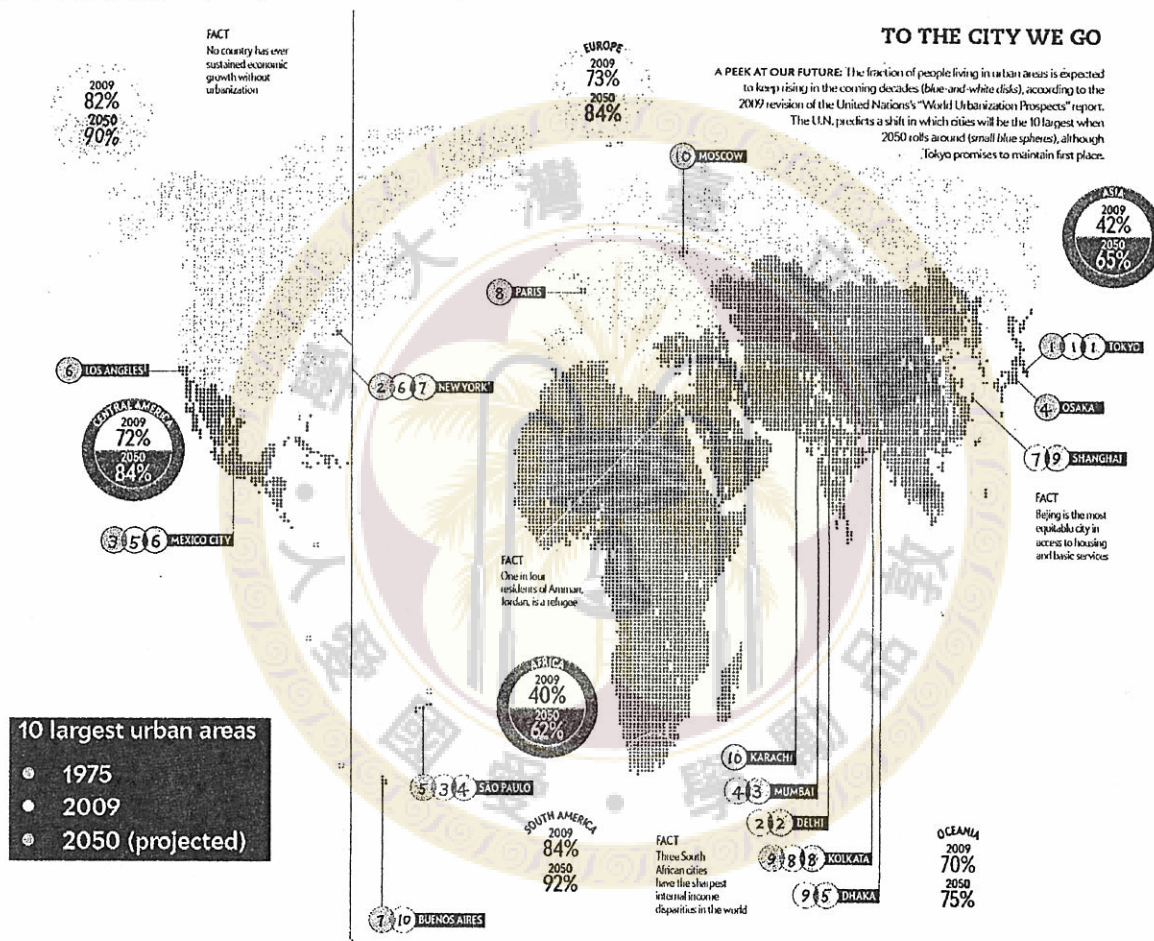 TO THE CITY WE GO
A PEEK AT OUR FUTURE: The fraction of people living in urban areas is expected
to keep rising in the coming decades (blue-and-white disks), according to the
2009 revision of the United Nations's "World Urbanization Prospects" report.
The U.N. predicts a shift in which cities will be the 10 largest when
2050 rolls around (small blue spheres), although
Tokyo promises to maintain first place.
FACT
No country has ever
sustained economic
growth without
urbanization
2009
82%
2050
90%
EUROPE
2009
73%
2050
84%
10 MOSCOW
ASIA
2009
42%
2050
65%
8 PARIS
1 1 1 TOKYO
6 LOS ANGELES
2 6 7 NEW YORK
4 OSAKA
CENTRAL AMERICA
2009
72%
2050
84%
7 9 SHANGHAI
FACT
Bejing is the most
equitable city in
access to housing
and basic services
3 5 6 MEXICO CITY
FACT
One in four
residents of Amman,
Jordan, is a refugee
AFRICA
2009
40%
2050
62%
10 largest urban areas
1975
2009
2050 (projected)
5 3 4 SÃO PAULO
10 KARACHI
4 3 MUMBAI
2 2 DELHI
9 8 8 KOLKATA
9 5 DHAKA
SOUTH AMERICA
2009
84%
2050
92%
FACT
Three South
African cities
have the sharpest
internal income
disparities in the world
OCEANIA
2009
70%
2050
75%
7 10 BUENOS AIRES
臺灣大學
愛國愛人